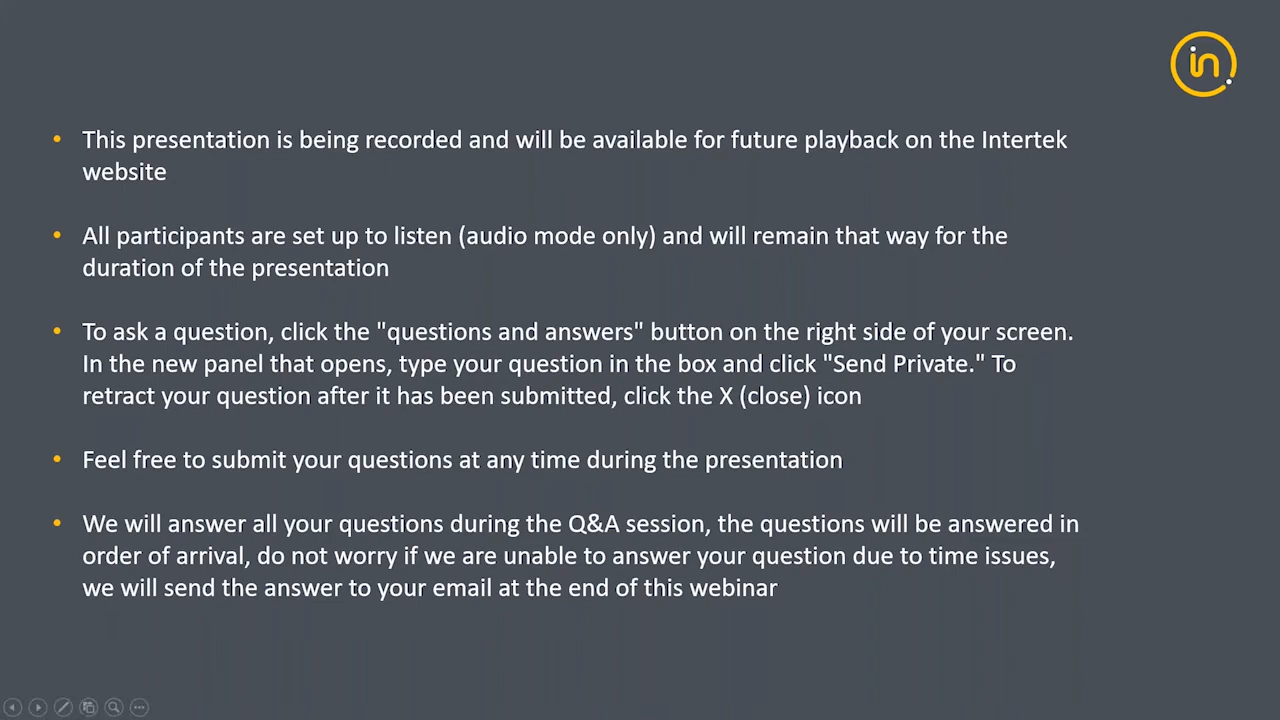 in
• This presentation is being recorded and will be available for future playback on the Intertek
website
• All participants are set up to listen (audio mode only) and will remain that way for the
duration of the presentation
• To ask a question, click the "questions and answers" button on the right side of your screen.
In the new panel that opens, type your question in the box and click "Send Private." To
retract your question after it has been submitted, click the X (close) icon
• Feel free to submit your questions at any time during the presentation
• We will answer all your questions during the Q&A session, the questions will be answered in
order of arrival, do not worry if we are unable to answer your question due to time issues,
we will send the answer to your email at the end of this webinar